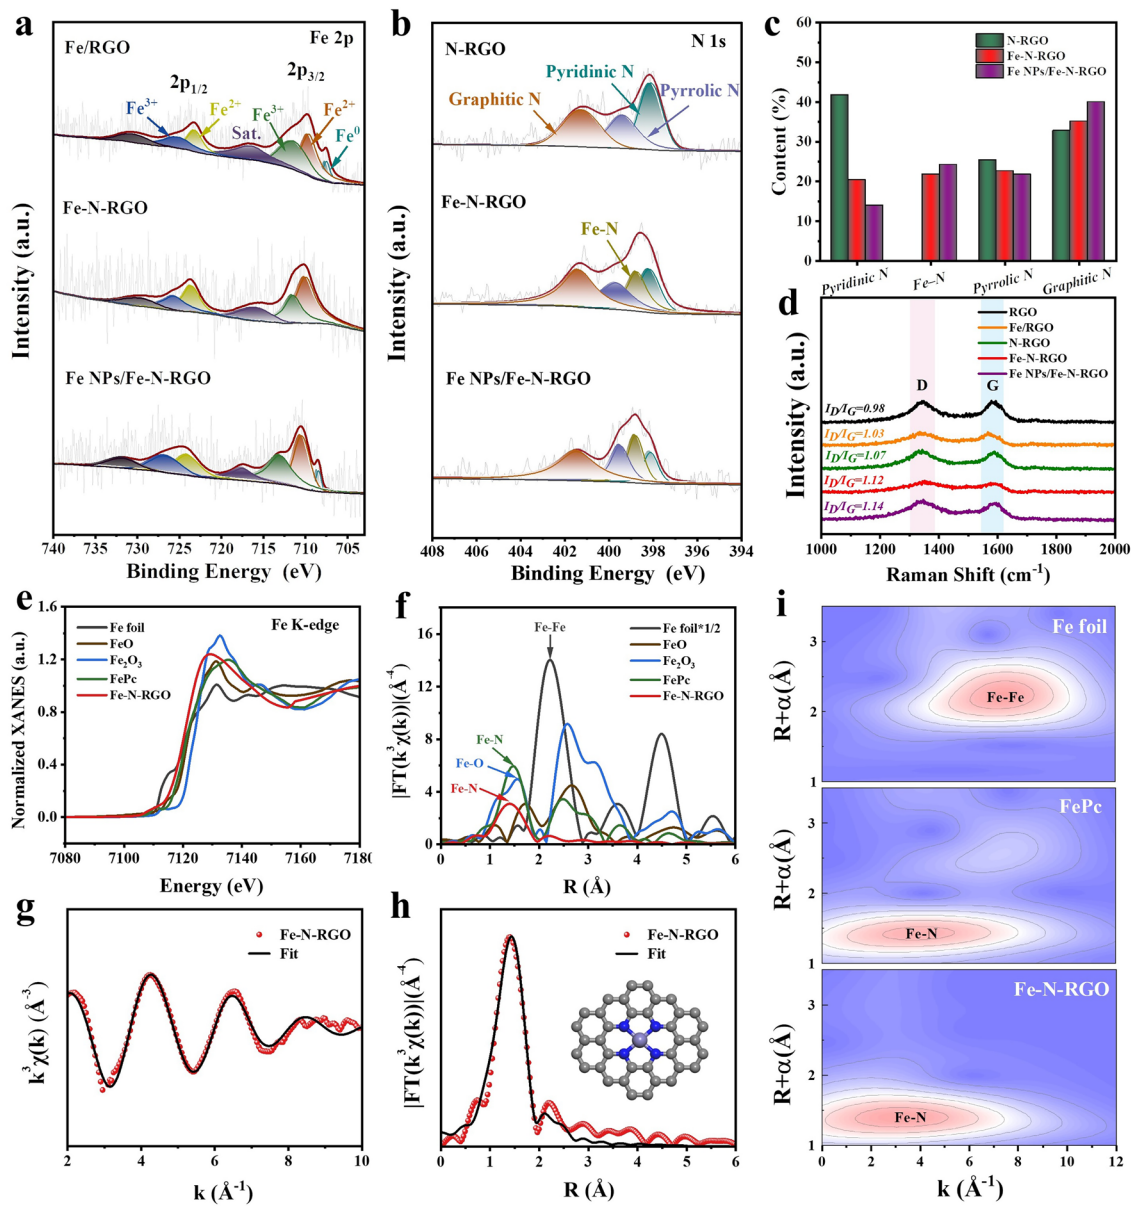 a
Fe/RGO
Fe 2p
2p1/2
2p3/2
Fe3+
Fe2+
Sat.
Fe3+
Fe2+
Fe0
Fe-N-RGO
Fe NPs/Fe-N-RGO
Intensity (a.u.)
740 735 730 725 720 715 710 705
Binding Energy (eV)
b
N-RGO
N 1s
Pyridinic N
Graphitic N
Pyrrolic N
Fe-N-RGO
Fe-N
Fe NPs/Fe-N-RGO
Intensity (a.u.)
408 406 404 402 400 398 396 394
Binding Energy (eV)
c
N-RGO
Fe-N-RGO
Fe NPs/Fe-N-RGO
Content (%)
60
50
40
30
20
10
0
Pyridinic N
Fe-N
Pyrrolic N
Graphitic N
d
RGO
Fe/RGO
N-RGO
Fe-N-RGO
Fe NPs/Fe-N-RGO
D
G
ID/IG=0.98
ID/IG=1.03
ID/IG=1.07
ID/IG=1.12
ID/IG=1.14
Intensity (a.u.)
1000 1200 1400 1600 1800 2000
Raman Shift (cm-1)
e
Fe K-edge
Fe foil
FeO
Fe2O3
FePc
Fe-N-RGO
Normalized XANES (a.u.)
1.6
1.2
0.8
0.4
0.0
7080 7100 7120 7140 7160 7180
Energy (eV)
f
Fe-Fe
Fe foil*1/2
FeO
Fe2O3
FePc
Fe-N-RGO
Fe-N
Fe-O
Fe-N
|FT(k3χ(k))|(Å-4)
16
12
8
4
0
0 1 2 3 4 5 6
R (Å)
g
Fe-N-RGO
Fit
k3χ(k) (Å-3)
2 4 6 8 10
k (Å-1)
h
Fe-N-RGO
Fit
|FT(k3χ(k))|(Å-4)
0 1 2 3 4 5 6
R (Å)
i
Fe foil
Fe-Fe
R+α(Å)
3
2
1
FePc
Fe-N
R+α(Å)
3
2
1
Fe-N-RGO
Fe-N
R+α(Å)
3
2
1
0 2 4 6 8 10 12
k (Å-1)